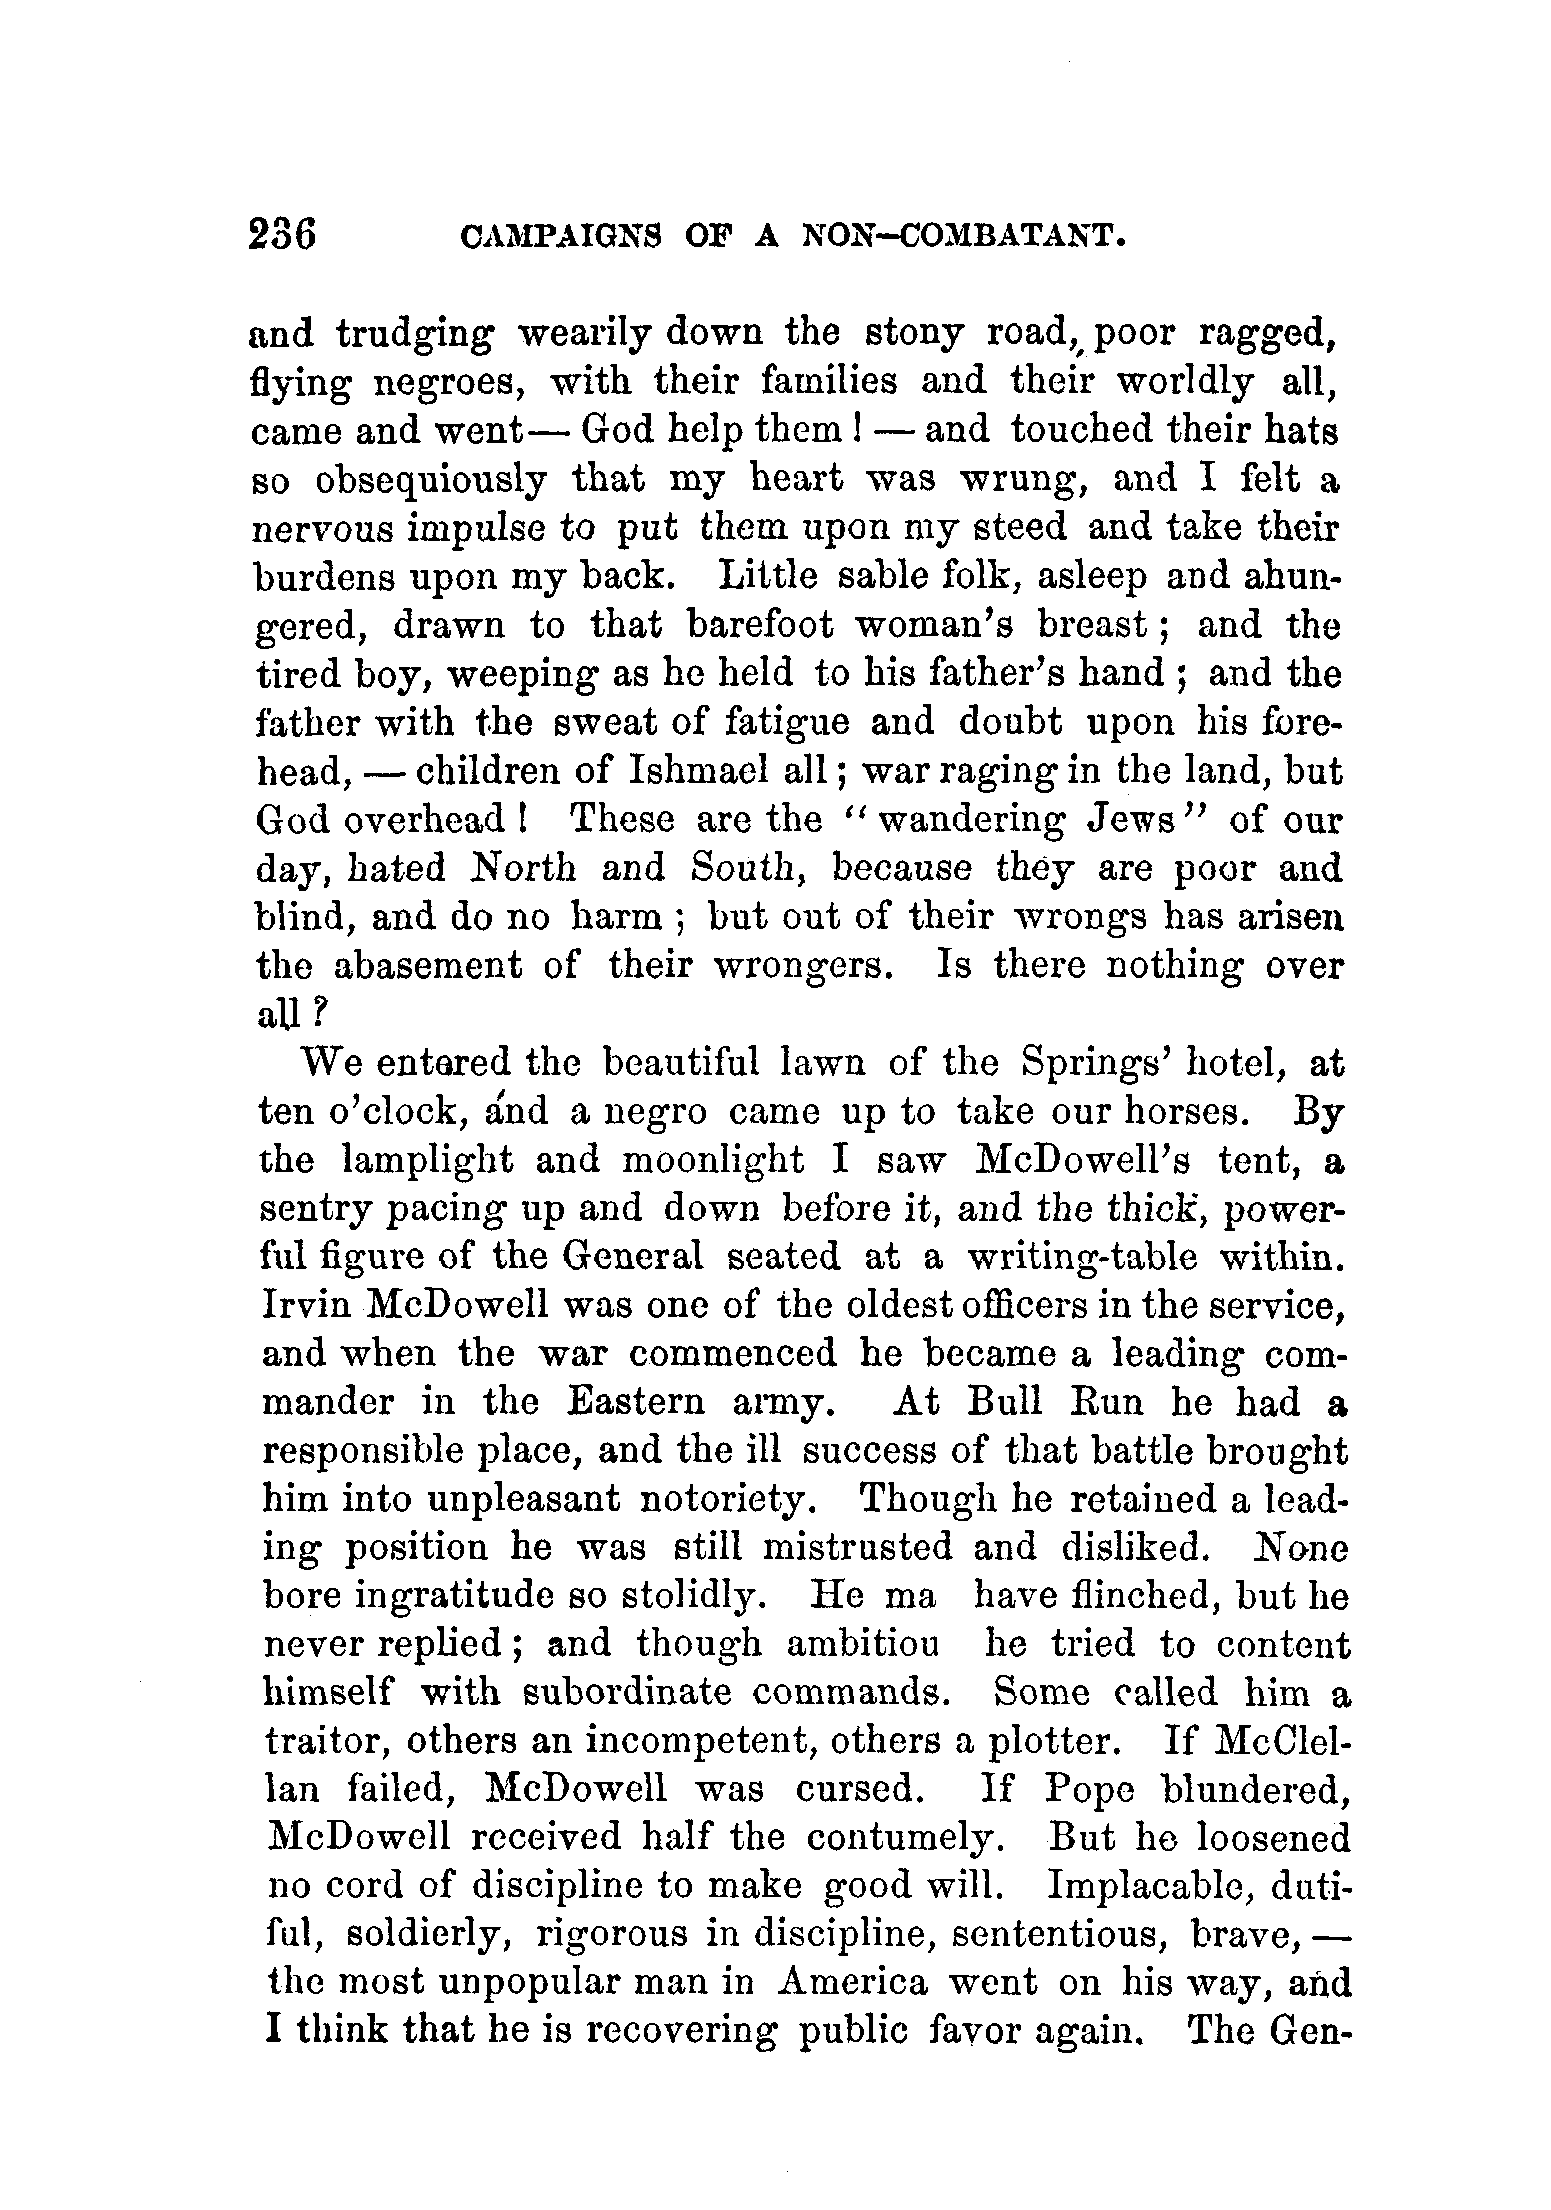 236 CAMPAIGNS OF A NON-COMBATANT.
and trudging wearily down the stony road, poor ragged,
flying negroes, with their families and their worldly all,
came and went— God help them ! — and touched their hats
so obsequiously that my heart was wrung, and I felt a
nervous impulse to put them upon my steed and take their
burdens upon my back. Little sable folk, asleep and ahun-
gered, drawn to that barefoot woman's breast ; and the
tired boy, weeping as he held to his father's hand ; and the
father with the sweat of fatigue and doubt upon his fore-
head, — children of Ishmael all ; war raging in the land, but
God overhead ! These are the “ wandering Jews ” of our
day, hated North and South, because they are poor and
blind, and do no harm ; but out of their wrongs has arisen
the abasement of their wrongers. Is there nothing over
all ?
We entered the beautiful lawn of the Springs' hotel, at
ten o'clock, and a negro came up to take our horses. By
the lamplight and moonlight I saw McDowell's tent, a
sentry pacing up and down before it, and the thick, power-
ful figure of the General seated at a writing-table within.
Irvin McDowell was one of the oldest officers in the service,
and when the war commenced he became a leading com-
mander in the Eastern army. At Bull Run he had a
responsible place, and the ill success of that battle brought
him into unpleasant notoriety. Though he retained a lead-
ing position he was still mistrusted and disliked. None
bore ingratitude so stolidly. He ma have flinched, but he
never replied ; and though ambitiou he tried to content
himself with subordinate commands. Some called him a
traitor, others an incompetent, others a plotter. If McClel-
lan failed, McDowell was cursed. If Pope blundered,
McDowell received half the contumely. But he loosened
no cord of discipline to make good will. Implacable, duti-
ful, soldierly, rigorous in discipline, sententious, brave, —
the most unpopular man in America went on his way, and
I think that he is recovering public favor again. The Gen-